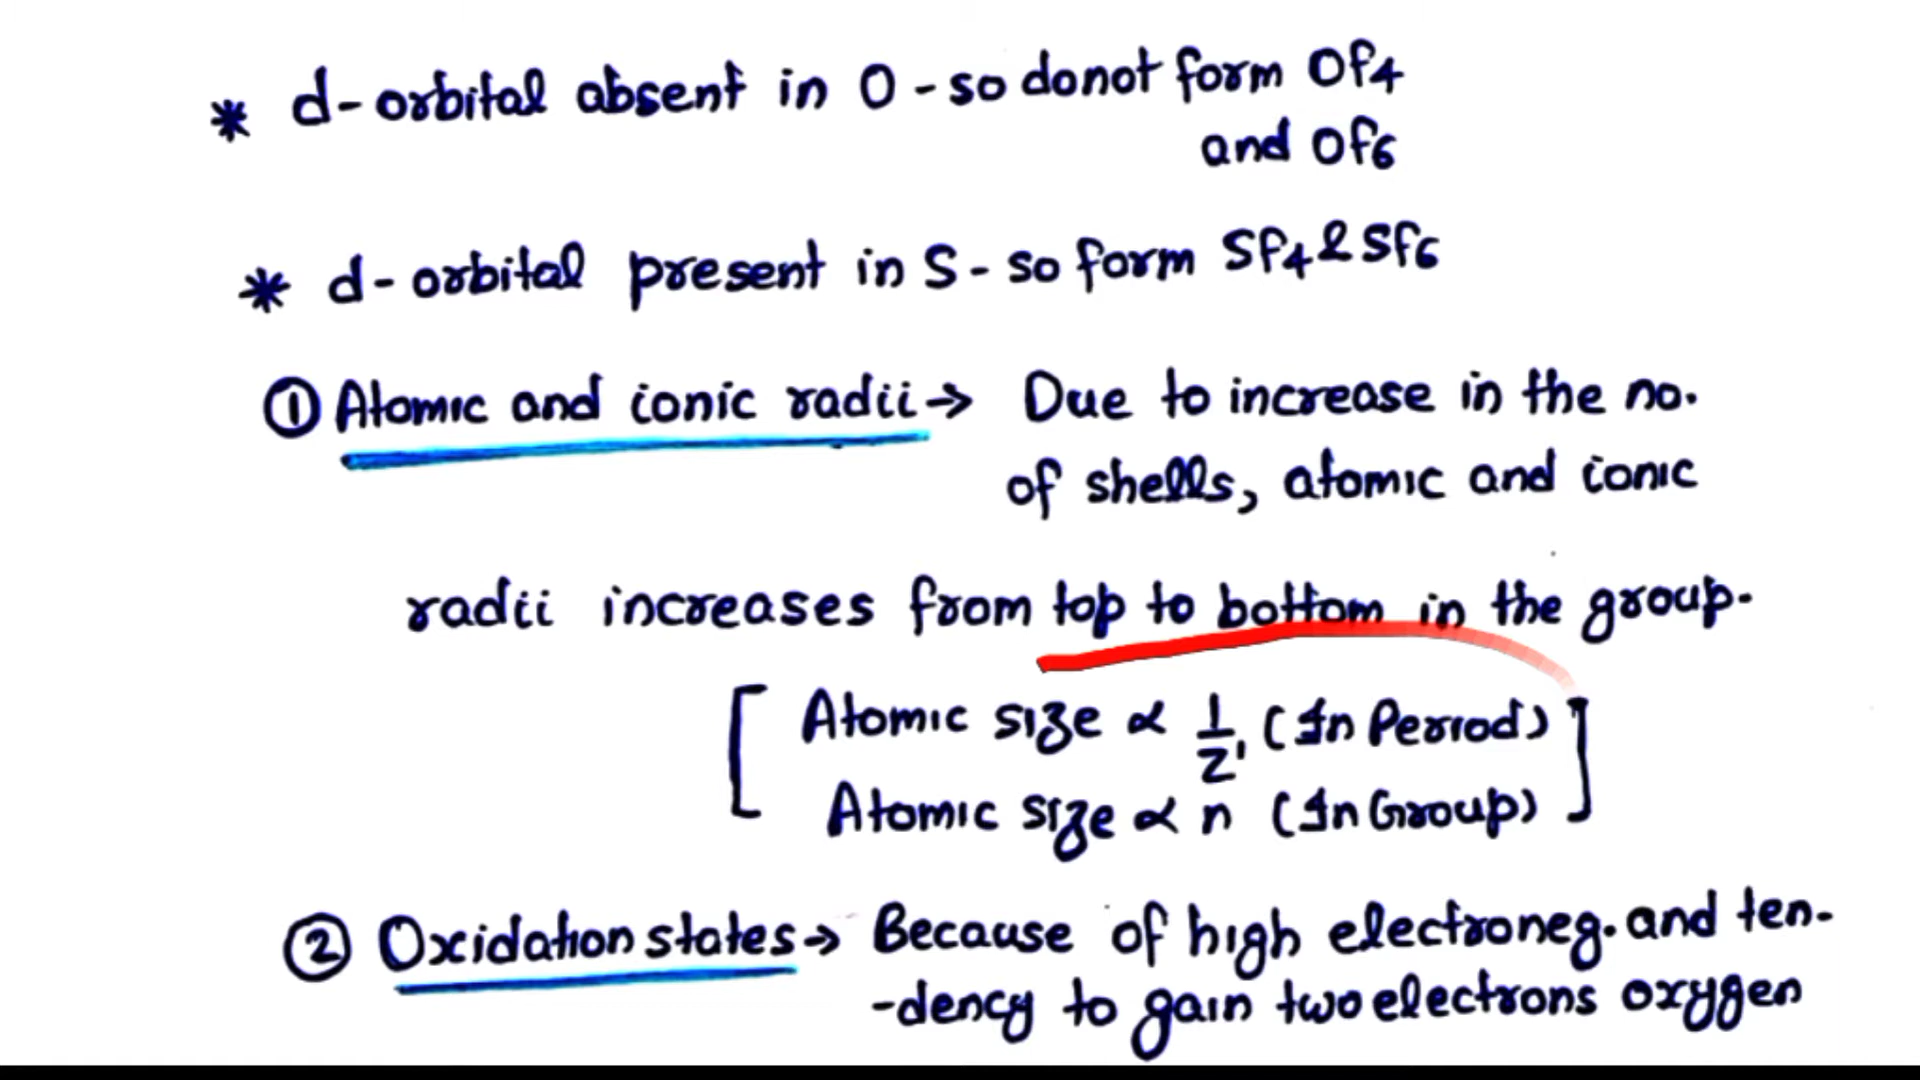 * d-orbital absent in O - so donot form Of4
and Of6
* d-orbital present in S - so form Sf4 & Sf6
① Atomic and ionic radii → Due to increase in the no.
of shells, atomic and ionic
radii increases from top to bottom in the group.
[ Atomic size ∝ 1/Z, (In Period)
Atomic size ∝ n (In Group) ]
② Oxidation states → Because of high electroneg. and ten-
-dency to gain two electrons oxygen